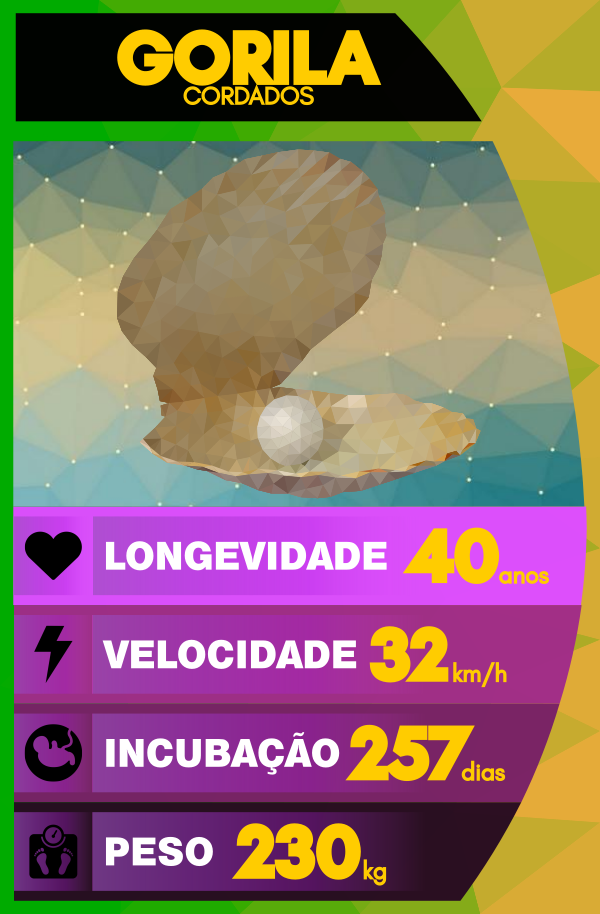 GORILA
CORDADOS
LONGEVIDADE 40 anos
VELOCIDADE 32 km/h
INCUBAÇÃO 257 dias
PESO 230 kg